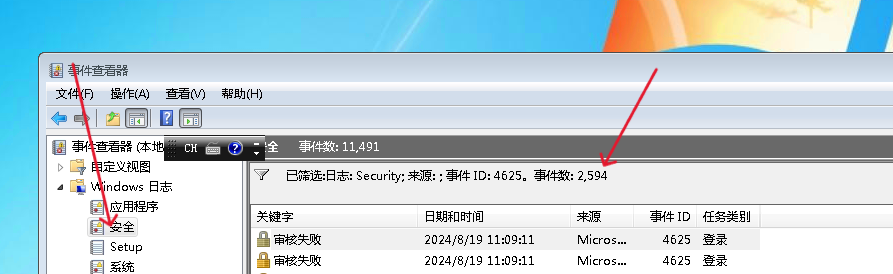 事件查看器
文件(F) 操作(A) 查看(V) 帮助(H)
事件查看器 (本地 CH 全 事件数: 11,491
自定义视图 已筛选:日志: Security; 来源: ; 事件 ID: 4625。 事件数: 2,594
Windows 日志
应用程序 关键字 日期和时间 来源 事件 ID 任务类别
安全 审核失败 2024/8/19 11:09:11 Micros... 4625 登录
Setup
系统 审核失败 2024/8/19 11:09:11 Micros... 4625 登录